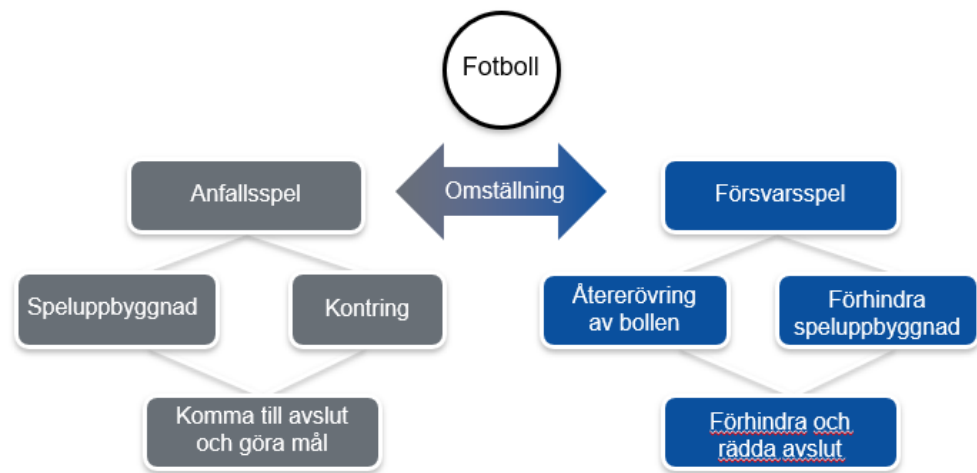 Fotboll
Anfallsspel
Omställning
Försvarsspel
Speluppbyggnad
Kontring
Återerövring
av bollen
Förhindra
speluppbyggnad
Komma till avslut
och göra mål
Förhindra och
rädda avslut